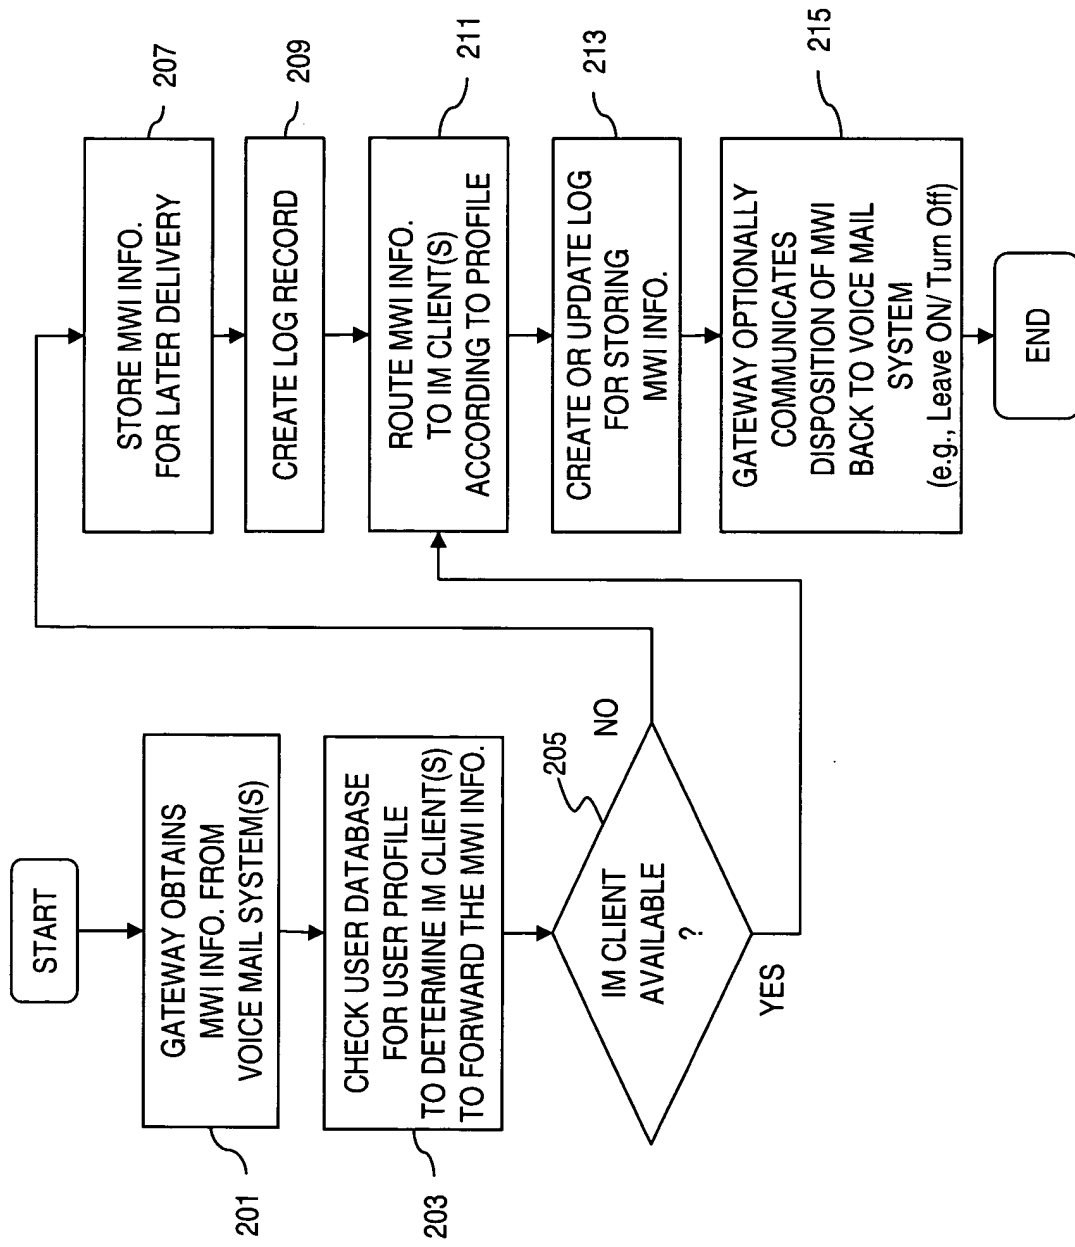 START
GATEWAY OBTAINS
MWI INFO. FROM
VOICE MAIL SYSTEM(S)
201
CHECK USER DATABASE
FOR USER PROFILE
TO DETERMINE IM CLIENT(S)
TO FORWARD THE MWI INFO.
203
IM CLIENT
AVAILABLE
?
205
NO
YES
STORE MWI INFO.
FOR LATER DELIVERY
207
CREATE LOG RECORD
209
ROUTE MWI INFO.
TO IM CLIENT(S)
ACCORDING TO PROFILE
211
CREATE OR UPDATE LOG
FOR STORING
MWI INFO.
213
GATEWAY OPTIONALLY
COMMUNICATES
DISPOSITION OF MWI
BACK TO VOICE MAIL
SYSTEM
(e.g., Leave ON/ Turn Off)
215
END